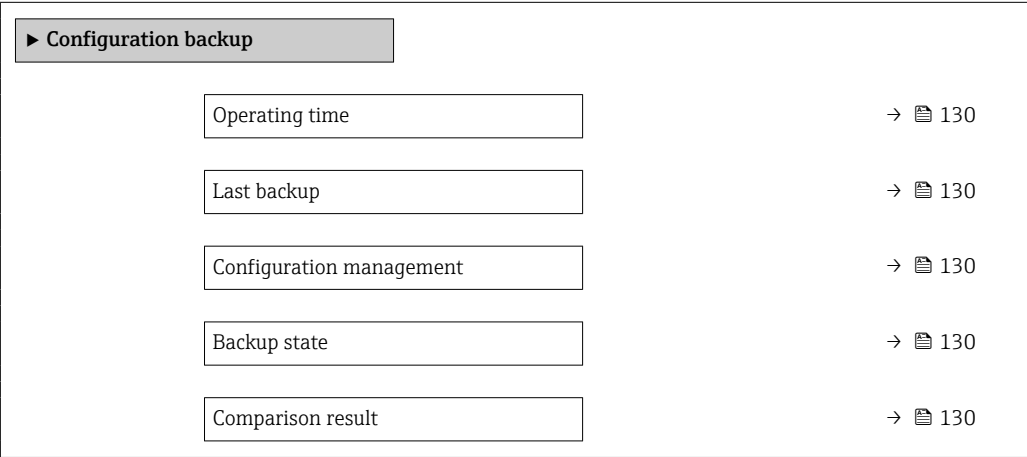 ▶ Configuration backup
Operating time → 🖹 130
Last backup → 🖹 130
Configuration management → 🖹 130
Backup state → 🖹 130
Comparison result → 🖹 130